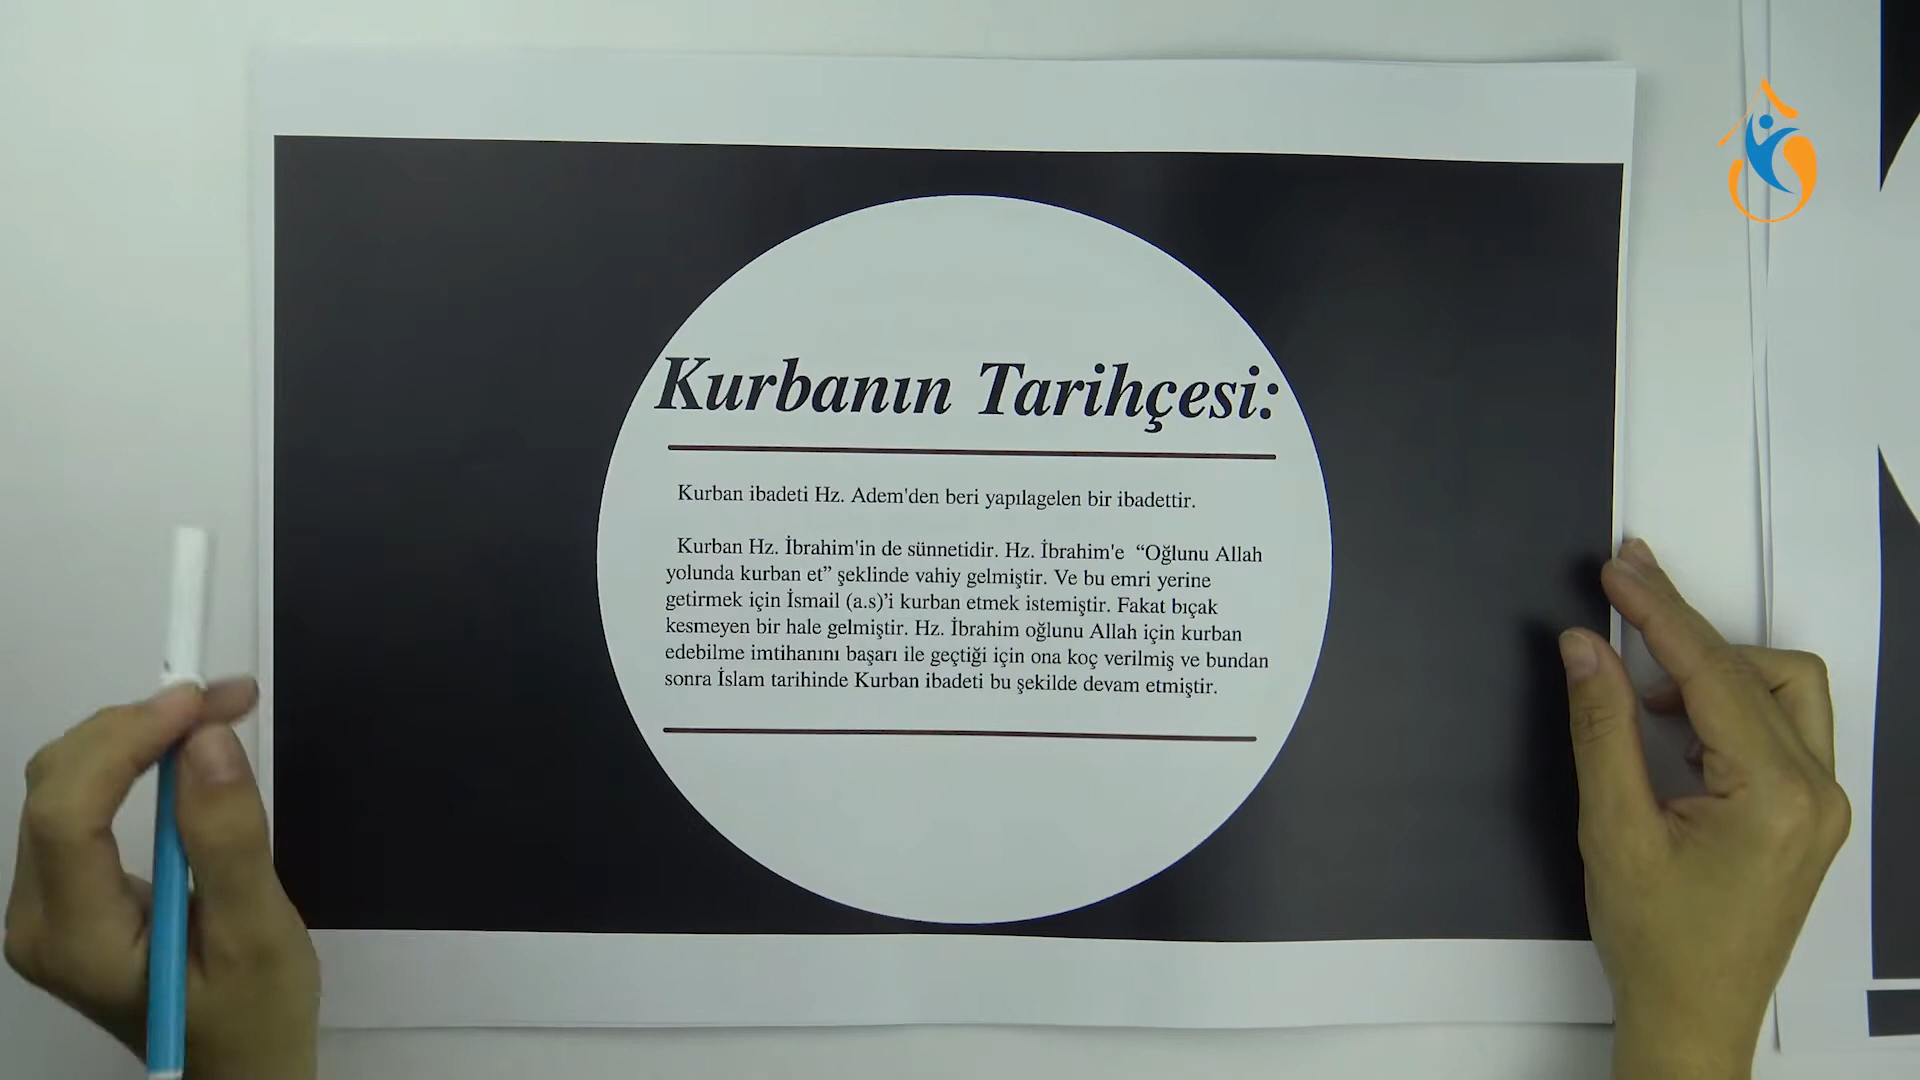 Kurbanın Tarihçesi:
Kurban ibadeti Hz. Adem'den beri yapılagelen bir ibadettir.
Kurban Hz. İbrahim'in de sünnetidir. Hz. İbrahim'e “Oğlunu Allah
yolunda kurban et” şeklinde vahiy gelmiştir. Ve bu emri yerine
getirmek için İsmail (a.s)’i kurban etmek istemiştir. Fakat bıçak
kesmeyen bir hale gelmiştir. Hz. İbrahim oğlunu Allah için kurban
edebilme imtihanını başarı ile geçtiği için ona koç verilmiş ve bundan
sonra İslam tarihinde Kurban ibadeti bu şekilde devam etmiştir.